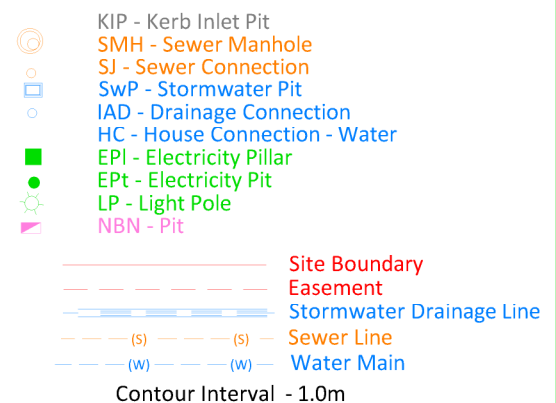 KIP - Kerb Inlet Pit
SMH - Sewer Manhole
SJ - Sewer Connection
SwP - Stormwater Pit
IAD - Drainage Connection
HC - House Connection - Water
EPl - Electricity Pillar
EPt - Electricity Pit
LP - Light Pole
NBN - Pit
Site Boundary
Easement
Stormwater Drainage Line
(S) (S) Sewer Line
(W) (W) Water Main
Contour Interval - 1.0m